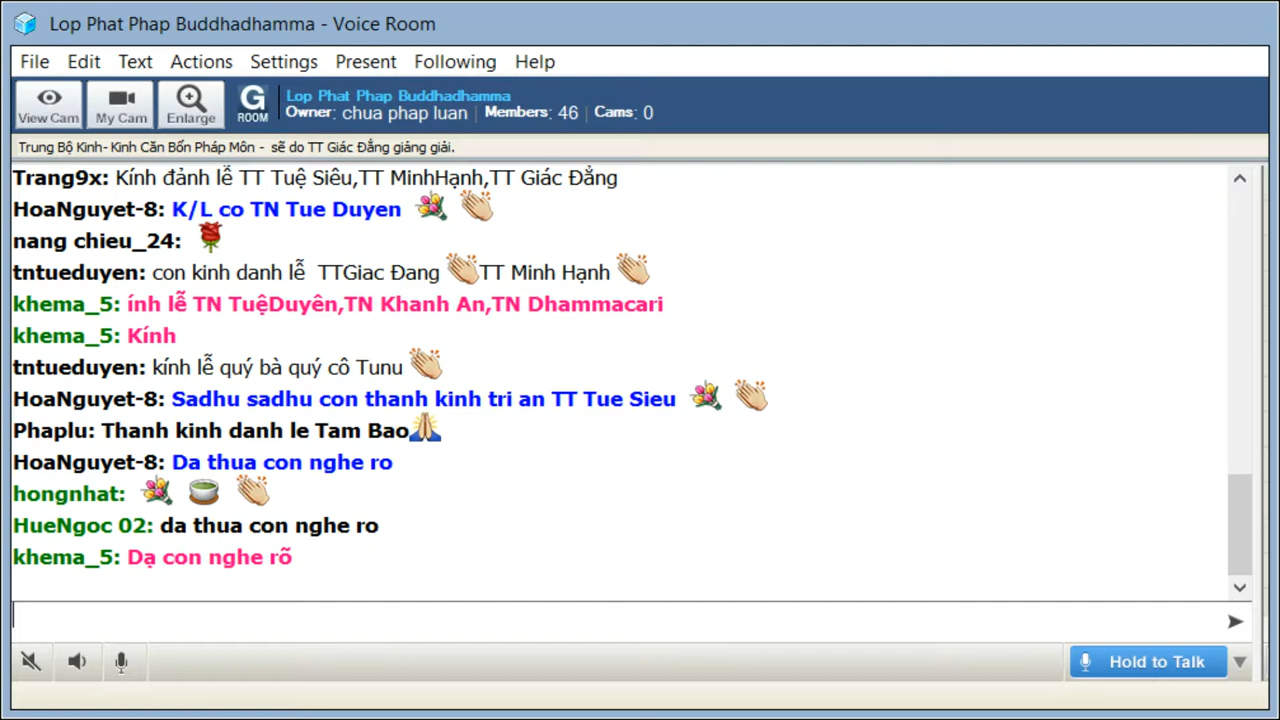 Lop Phat Phap Buddhadhamma - Voice Room
File Edit Text Actions Settings Present Following Help
View Cam My Cam Enlarge G ROOM
Lop Phat Phap Buddhadhamma
Owner: chua phap luan | Members: 46 | Cams: 0
Trung Bộ Kinh- Kinh Căn Bổn Pháp Môn - sẽ do TT Giác Đẳng giảng giải.
Trang9x: Kính đảnh lễ TT Tuệ Siêu,TT MinhHạnh,TT Giác Đẳng
HoaNguyet-8: K/L co TN Tue Duyen
nang chieu_24:
tntueduyen: con kinh danh lễ TTGiac Đang TT Minh Hạnh
khema_5: ính lễ TN TuệDuyên,TN Khanh An,TN Dhammacari
khema_5: Kính
tntueduyen: kính lễ quý bà quý cô Tunu
HoaNguyet-8: Sadhu sadhu con thanh kinh tri an TT Tue Sieu
Phaplu: Thanh kinh danh le Tam Bao
HoaNguyet-8: Da thua con nghe ro
hongnhat:
HueNgoc 02: da thua con nghe ro
khema_5: Dạ con nghe rõ
Hold to Talk